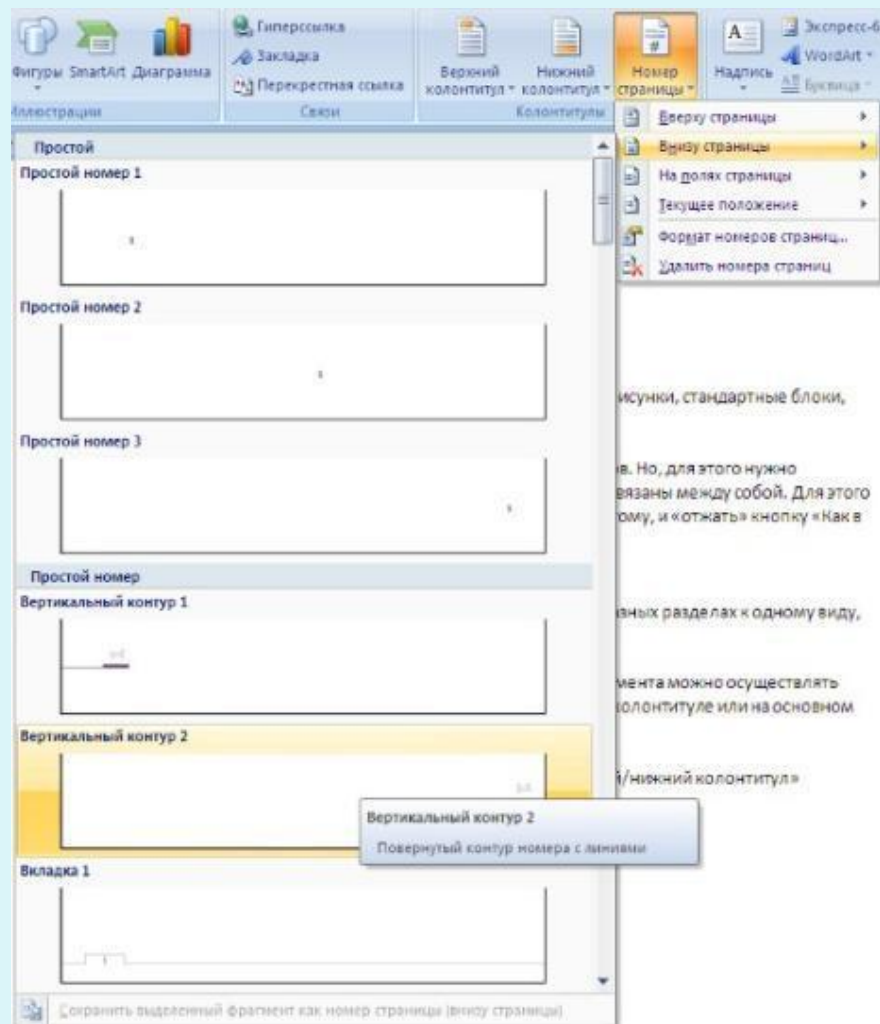 Фигуры SmartArt Диаграмма
Иллюстрации
Гиперссылка
Закладка
Перекрестная ссылка
Связи
Верхний колонтитул
Нижний колонтитул
Номер страницы
Колонтитулы
A
Надпись
Экспресс-б
WordArt
Буквица
Вверху страницы
Внизу страницы
На полях страницы
Текущее положение
Формат номеров страниц...
Удалить номера страниц
Простой
Простой номер 1
1
Простой номер 2
1
Простой номер 3
1
Простой номер
Вертикальный контур 1
Вертикальный контур 2
Вертикальный контур 2
Повернутый контур номера с линиями
Вкладка 1
1
Сохранить выделенный фрагмент как номер страницы (внизу страницы)
исунки, стандартные блоки,
в. Но, для этого нужно
вязаны между собой. Для этого
ому, и «отжать» кнопку «Как в
зных разделах к одному виду,
мента можно осуществлять
колонтитуле или на основном
й/нижний колонтитул»